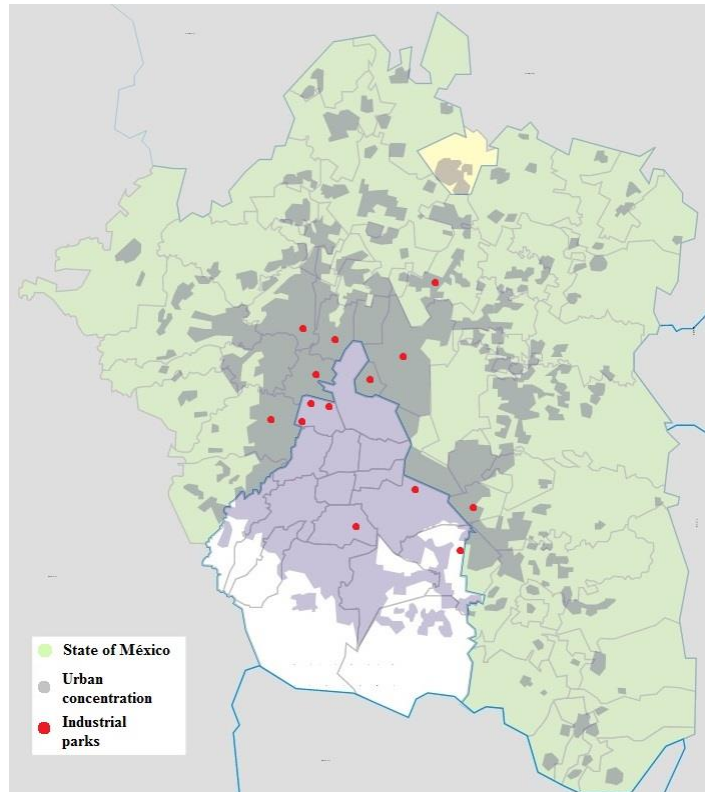 State of México
Urban
concentration
Industrial
parks